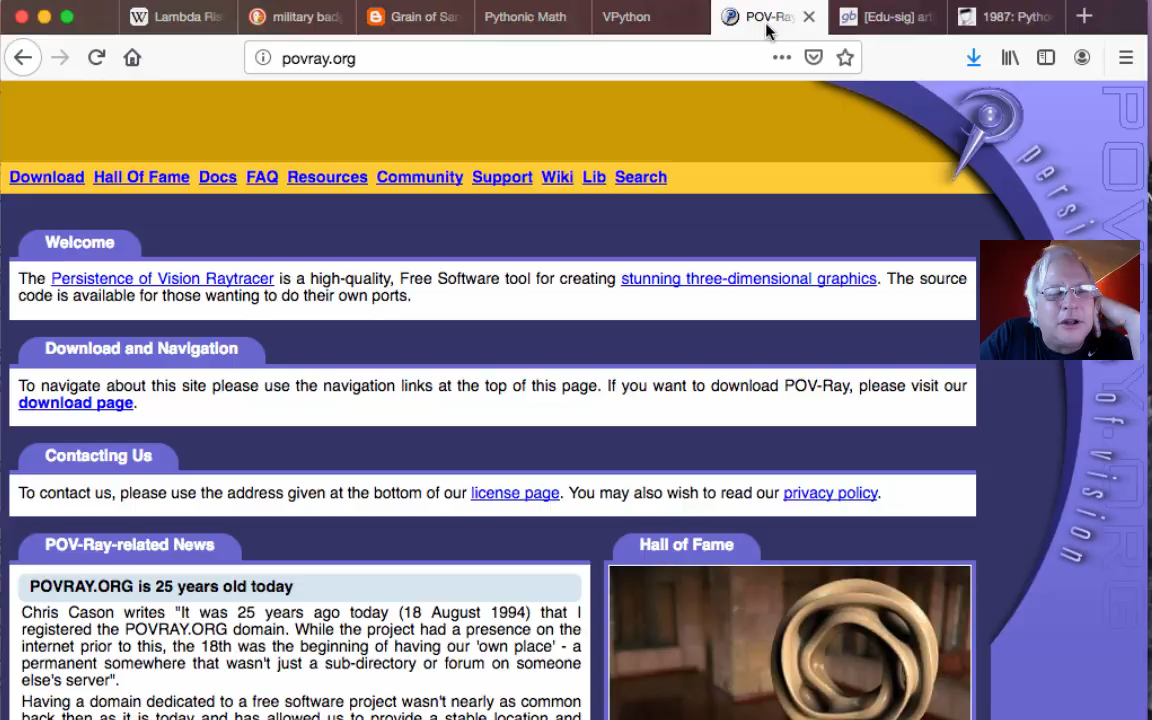 Lambda Ris
military bad
Grain of Sar
Pythonic Math
VPython
POV-Ray
[Edu-sig] art
1987: Pytho
povray.org
Download Hall Of Fame Docs FAQ Resources Community Support Wiki Lib Search
Welcome
The Persistence of Vision Raytracer is a high-quality, Free Software tool for creating stunning three-dimensional graphics. The source
code is available for those wanting to do their own ports.
Download and Navigation
To navigate about this site please use the navigation links at the top of this page. If you want to download POV-Ray, please visit our
download page.
Contacting Us
To contact us, please use the address given at the bottom of our license page. You may also wish to read our privacy policy.
POV-Ray-related News
POVRAY.ORG is 25 years old today
Chris Cason writes "It was 25 years ago today (18 August 1994) that I
registered the POVRAY.ORG domain. While the project had a presence on the
internet prior to this, the 18th was the beginning of having our 'own place' - a
permanent somewhere that wasn't just a sub-directory or forum on someone
else's server".
Having a domain dedicated to a free software project wasn't nearly as common
back then as it is today and has allowed us to provide a stable location and
Hall of Fame
persi
of vision